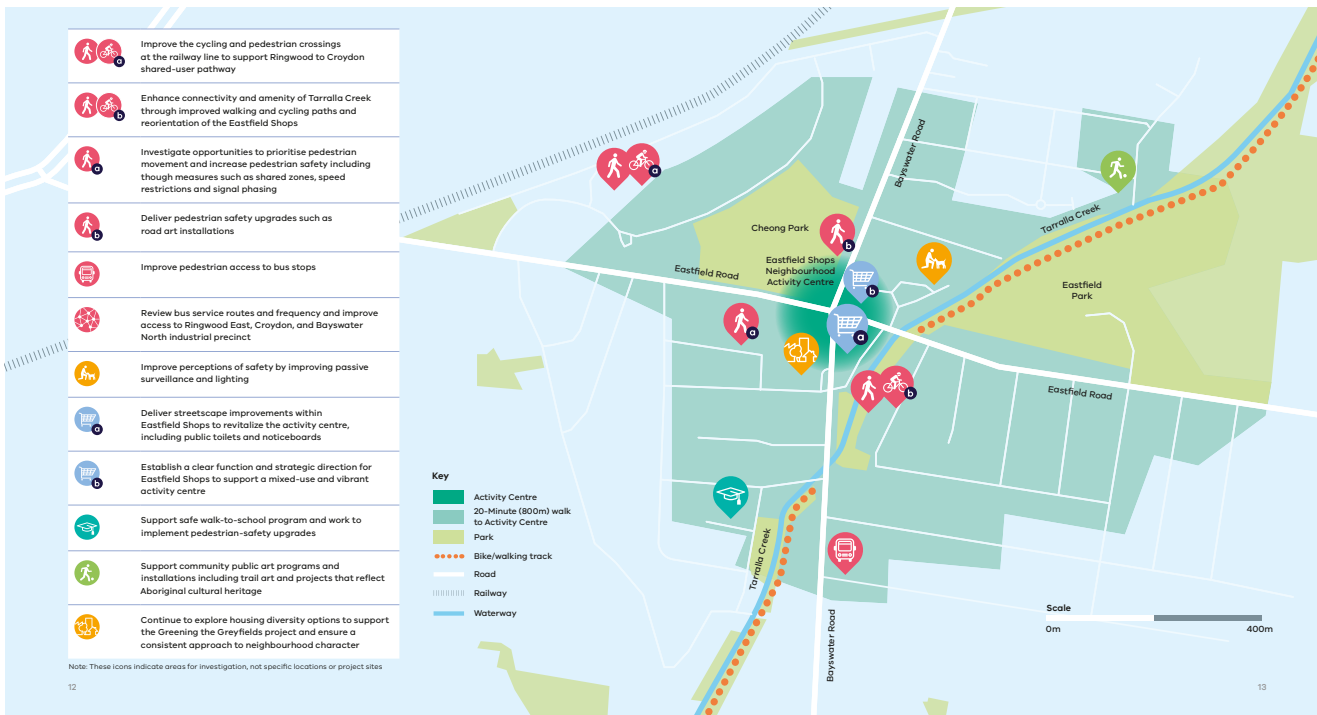 Improve the cycling and pedestrian crossings
at the railway line to support Ringwood to Croydon
shared-user pathway
a
Enhance connectivity and amenity of Tarralla Creek
through improved walking and cycling paths and
reorientation of the Eastfield Shops
b
Investigate opportunities to prioritise pedestrian
movement and increase pedestrian safety including
though measures such as shared zones, speed
restrictions and signal phasing
a
Deliver pedestrian safety upgrades such as
road art installations
b
Improve pedestrian access to bus stops
Review bus service routes and frequency and improve
access to Ringwood East, Croydon, and Bayswater
North industrial precinct
Improve perceptions of safety by improving passive
surveillance and lighting
Deliver streetscape improvements within
Eastfield Shops to revitalize the activity centre,
including public toilets and noticeboards
a
Establish a clear function and strategic direction for
Eastfield Shops to support a mixed-use and vibrant
activity centre
b
Support safe walk-to-school program and work to
implement pedestrian-safety upgrades
Support community public art programs and
installations including trail art and projects that reflect
Aboriginal cultural heritage
Continue to explore housing diversity options to support
the Greening the Greyfields project and ensure a
consistent approach to neighbourhood character
Note: These icons indicate areas for investigation, not specific locations or project sites
12
Bayswater Road
a
Tarralla Creek
Cheong Park
b
Eastfield Shops
Neighbourhood
Activity Centre
Eastfield Road
b
Eastfield
Park
a
a
b
Eastfield Road
Key
Activity Centre
20-Minute (800m) walk
to Activity Centre
Park
Bike/walking track
Road
Railway
Waterway
Tarralla Creek
Bayswater Road
Scale
0m
400m
13